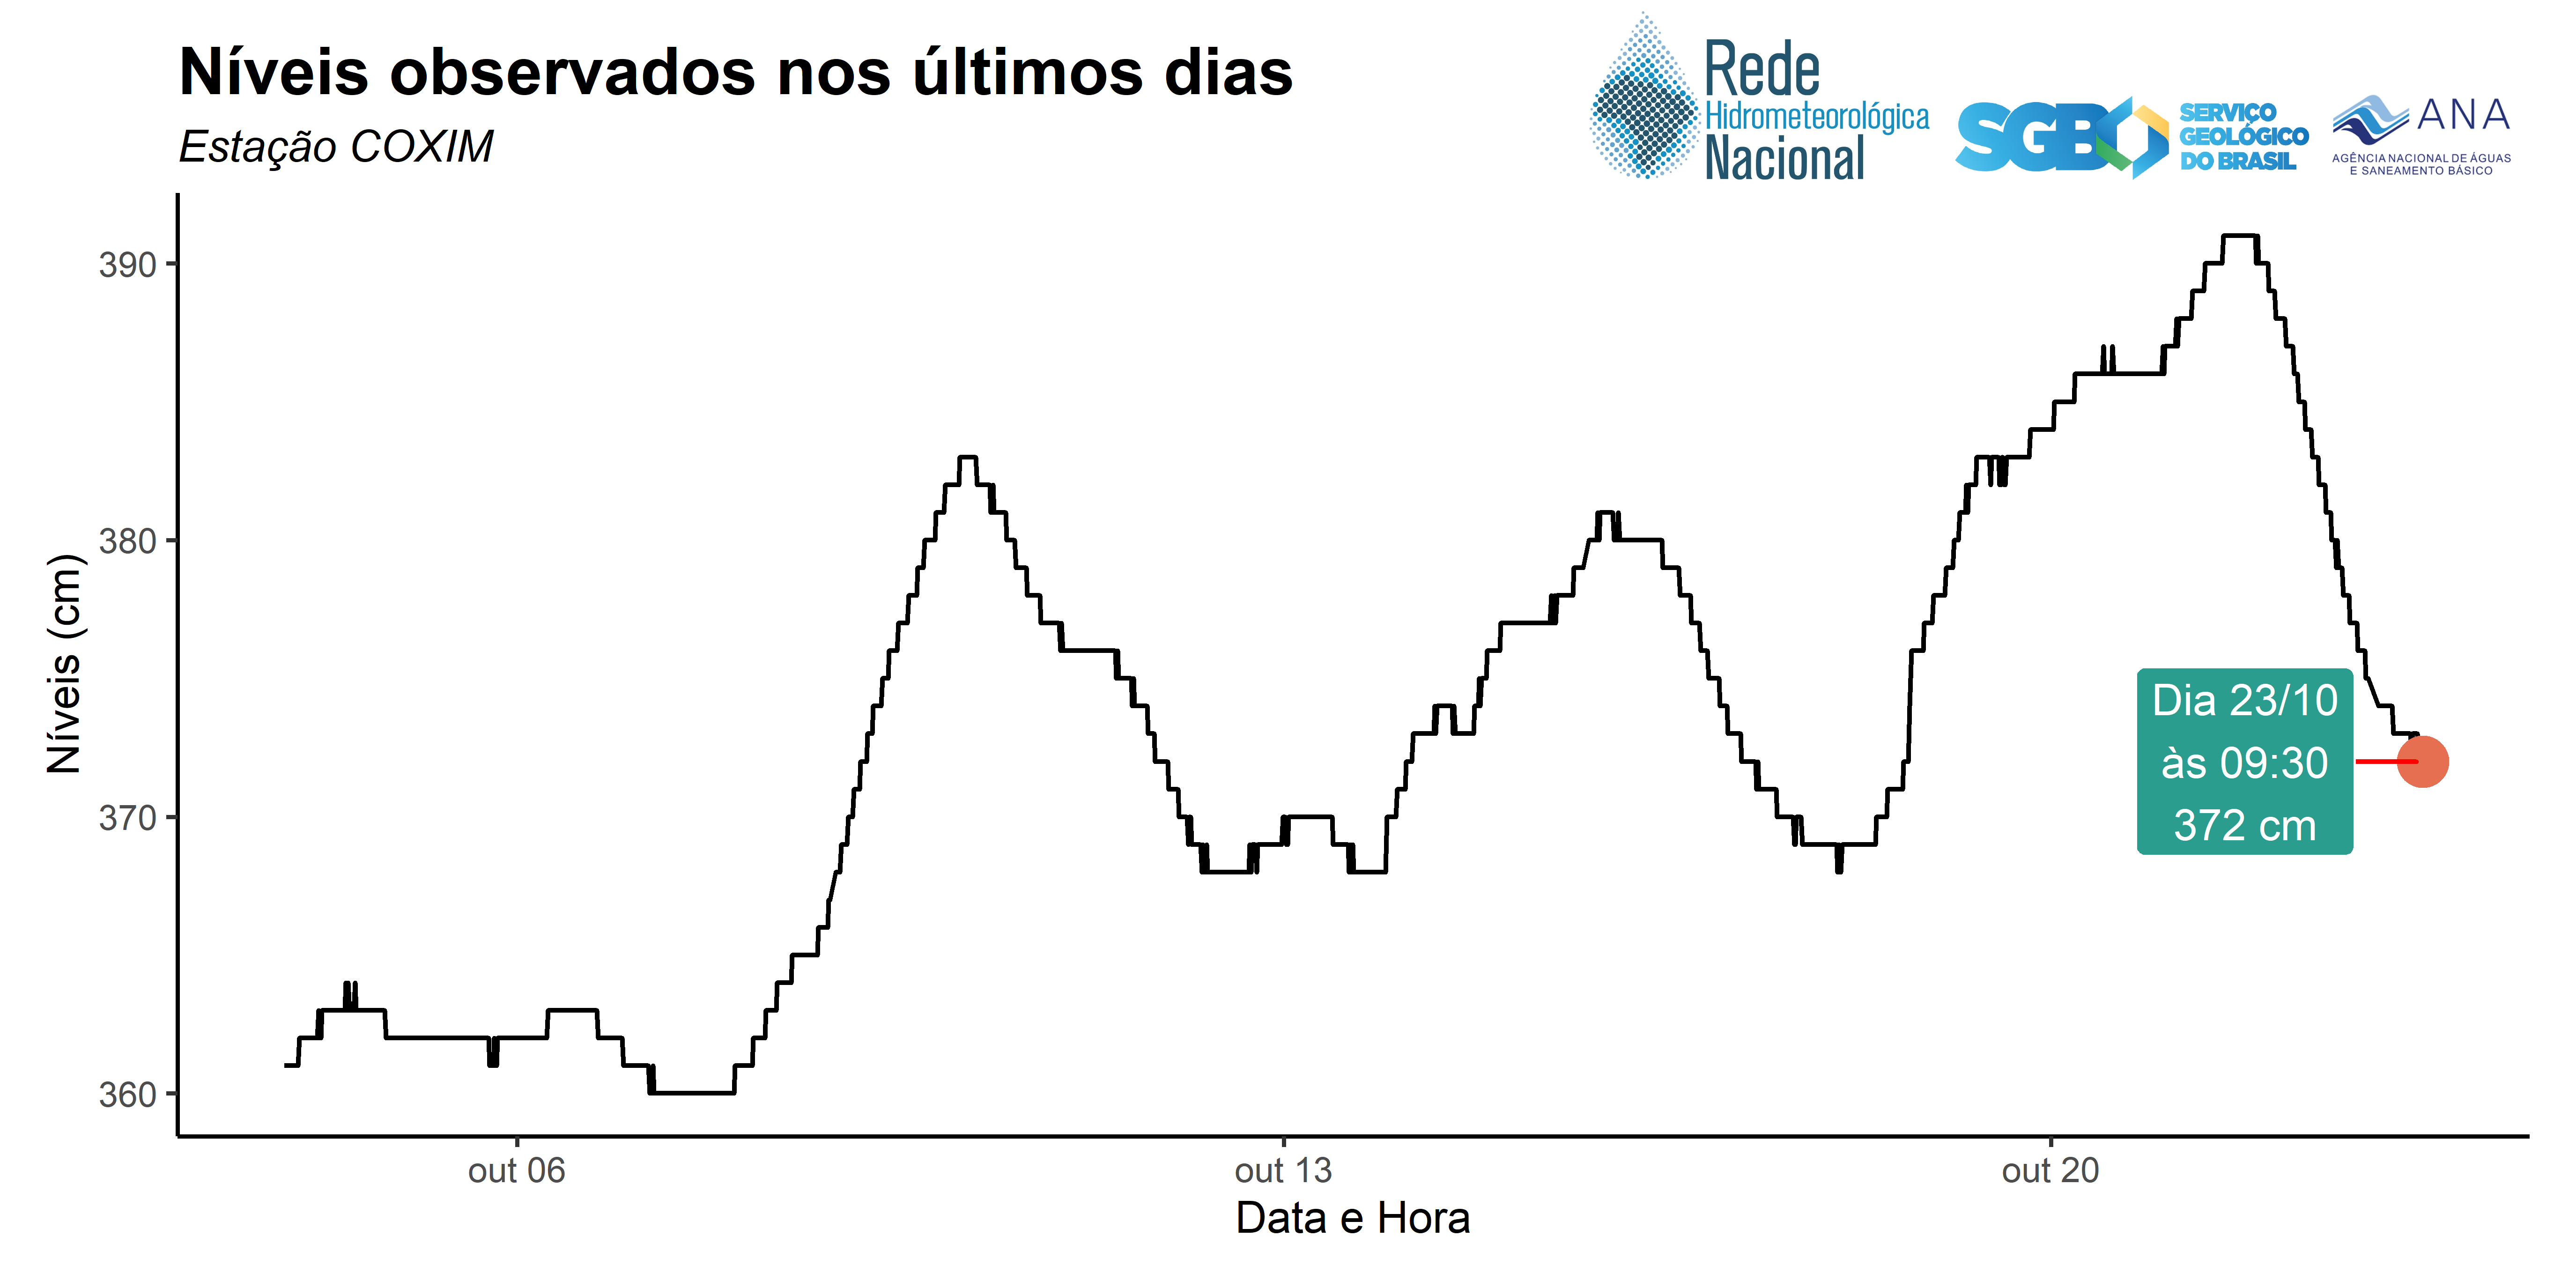 Níveis observados nos últimos dias
Estação COXIM
Rede
Hidrometeorológica
Nacional
SGB
SERVIÇO
GEOLÓGICO
DO BRASIL
ANA
AGÊNCIA NACIONAL DE ÁGUAS
E SANEAMENTO BÁSICO
390
380
370
360
Níveis (cm)
Dia 23/10
às 09:30
372 cm
out 06
out 13
out 20
Data e Hora